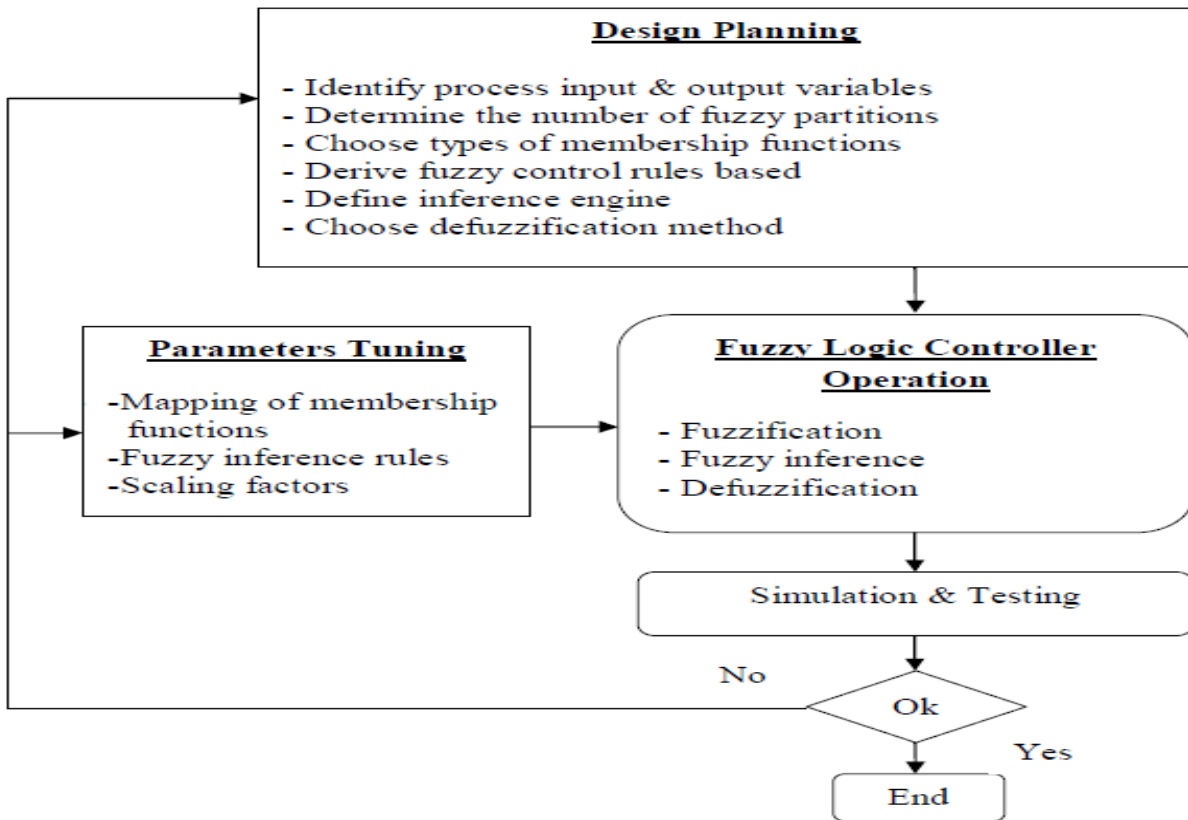 Design Planning
- Identify process input & output variables
- Determine the number of fuzzy partitions
- Choose types of membership functions
- Derive fuzzy control rules based
- Define inference engine
- Choose defuzzification method
Parameters Tuning
-Mapping of membership
functions
-Fuzzy inference rules
-Scaling factors
Fuzzy Logic Controller
Operation
- Fuzzification
- Fuzzy inference
- Defuzzification
Simulation & Testing
No
Ok
Yes
End